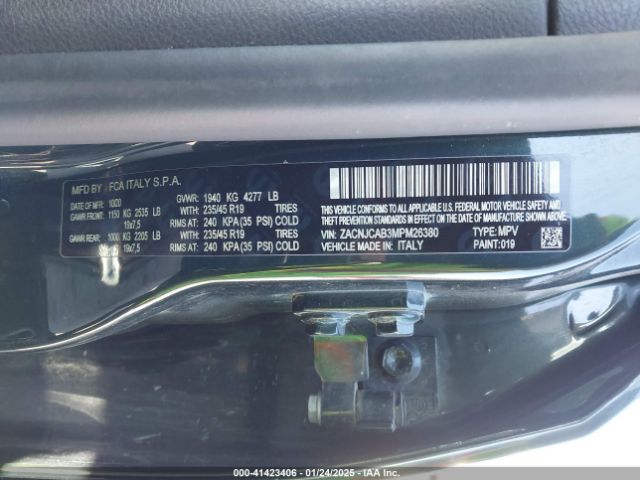 MFD BY : FCA ITALY S.P.A.
DATE OF MFR: 10/20 GVWR: 1940 KG 4277 LB
GAWR FRONT: 1150 KG 2535 LB WITH : 235/45 R19 TIRES
19x7,5 RIMS AT: 240 KPA(35 PSI) COLD
GAWR REAR: 1000 KG 2205 LB WITH : 235/45 R19 TIRES
19x7,5 RIMS AT: 240 KPA(35 PSI) COLD
THIS VEHICLE CONFORMS TO ALL APPLICABLE U.S. FEDERAL MOTOR VEHICLE SAFETY, BUMPER, AND
THEFT PREVENTION STANDARDS IN EFFECT ON THE DATE OF MANUFACTURE SHOWN ABOVE.
VIN: ZACNJCAB3MPM26380 TYPE: MPV
VEHICLE MADE IN: ITALY PAINT: 019
000-41423406 - 01/24/2025 - IAA Inc.